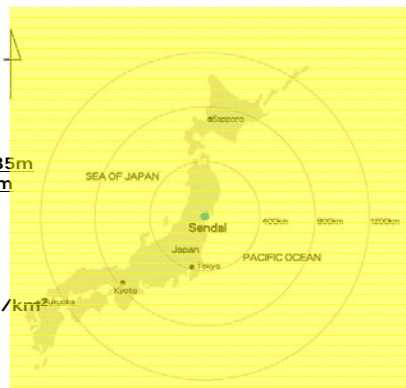 Sapporo
35m
m
SEA OF JAPAN
400km 800km 1200km
Sendai
Japan
PACIFIC OCEAN
Tokyo
Kyoto
Fukuoka
/km²